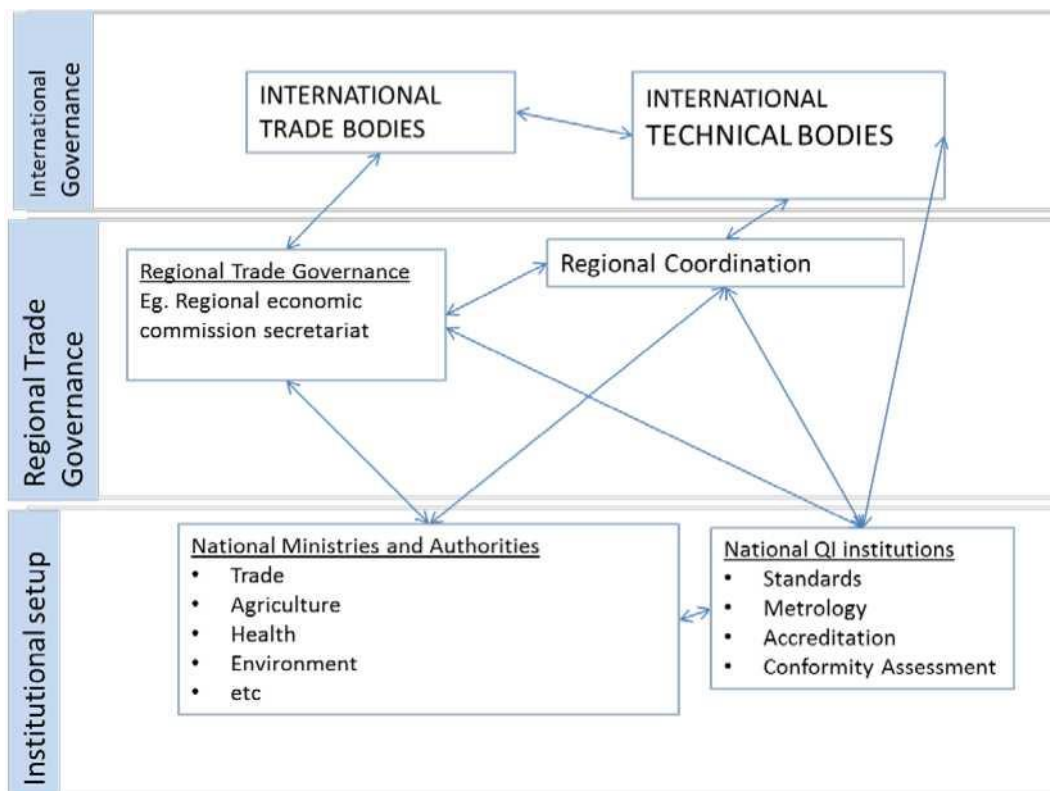 International
Governance
INTERNATIONAL
TRADE BODIES
INTERNATIONAL
TECHNICAL BODIES
Regional Trade
Governance
Regional Trade Governance
Eg. Regional economic
commission secretariat
Regional Coordination
Institutional setup
National Ministries and Authorities
• Trade
• Agriculture
• Health
• Environment
• etc
National QI institutions
• Standards
• Metrology
• Accreditation
• Conformity Assessment